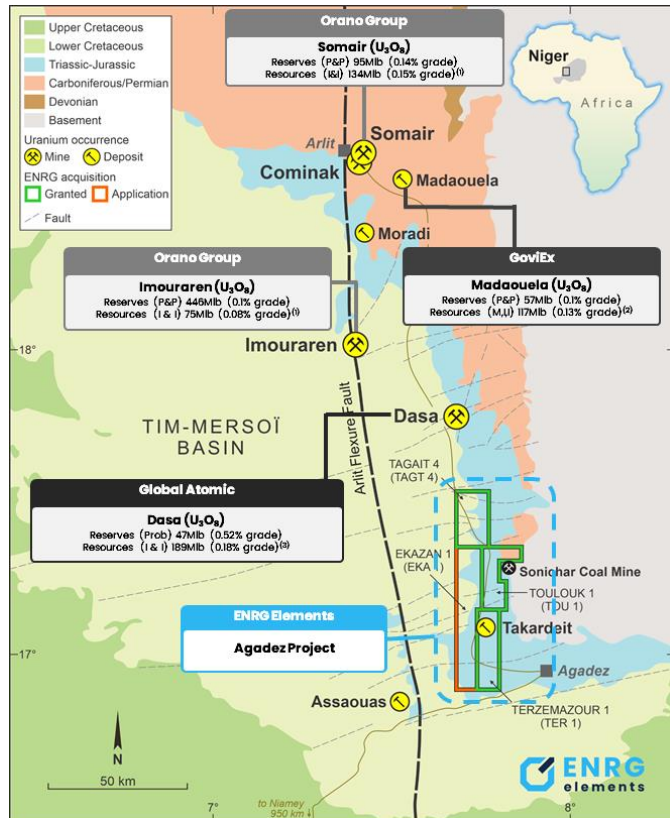 Upper Cretaceous
Lower Cretaceous
Triassic-Jurassic
Carboniferous/Permian
Devonian
Basement
Uranium occurrence
Mine
Deposit
ENRG acquisition
Granted
Application
Fault
Orano Group
Somair (U₃O₈)
Reserves (P&P) 95Mlb (0.14% grade)
Resources (I&I) 134Mlb (0.15% grade)⁽¹⁾
Niger
Africa
Arlit
Somair
Cominak
Madaouela
Moradi
Orano Group
Imouraren (U₃O₈)
Reserves (P&P) 446Mlb (0.1% grade)
Resources (I & I) 75Mlb (0.08% grade)⁽¹⁾
GoviEx
Madaouela (U₃O₈)
Reserves (P&P) 57Mlb (0.1% grade)
Resources (M,I,I) 117Mlb (0.13% grade)⁽²⁾
18°
18°
Imouraren
TIM-MERSOÏ
BASIN
Dasa
Arlit Flexure Fault
TAGAIT 4
(TAGT 4)
Global Atomic
Dasa (U₃O₈)
Reserves (Prob) 47Mlb (0.52% grade)
Resources (I & I) 189Mlb (0.18% grade)⁽³⁾
EKAZAN 1
(EKA 1)
Sonichar Coal Mine
TOULOUK 1
(TOU 1)
ENRG Elements
Agadez Project
Takardeit
17°
17°
Agadez
Assaouas
TERZEMAZOUR 1
(TER 1)
N
50 km
ENRG
elements
to Niamey
950 km
7°
8°